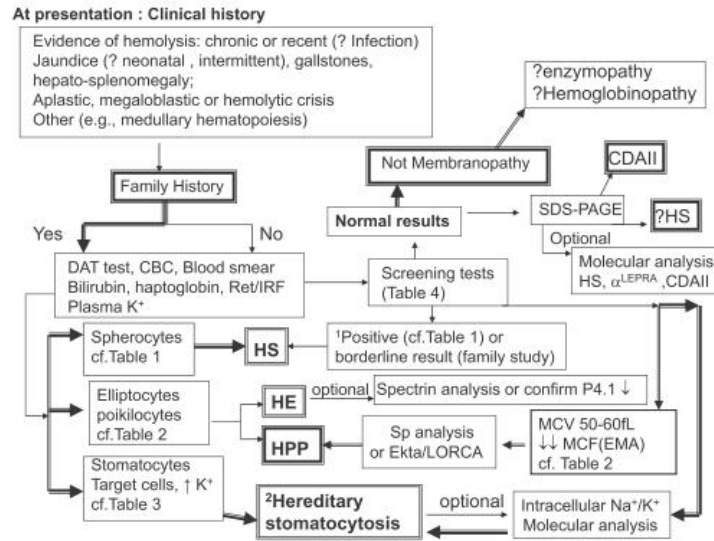 At presentation : Clinical history
Evidence of hemolysis: chronic or recent (? Infection)
Jaundice (? neonatal , intermittent), gallstones,
hepato-splenomegaly;
Aplastic, megaloblastic or hemolytic crisis
Other (e.g., medullary hematopoiesis)
?enzymopathy
?Hemoglobinopathy
Not Membranopathy
CDAII
Family History
Normal results
SDS-PAGE
?HS
Yes
No
Optional
Molecular analysis
HS, α^LEPRA ,CDAII
DAT test, CBC, Blood smear
Bilirubin, haptoglobin, Ret/IRF
Plasma K⁺
Screening tests
(Table 4)
Spherocytes
cf.Table 1
HS
¹Positive (cf.Table 1) or
borderline result (family study)
Elliptocytes
poikilocytes
cf.Table 2
HE
optional
Spectrin analysis or confirm P4.1 ↓
HPP
Sp analysis
or Ekta/LORCA
MCV 50-60fL
↓↓ MCF(EMA)
cf. Table 2
Stomatocytes
Target cells, ↑ K⁺
cf.Table 3
²Hereditary
stomatocytosis
optional
Intracellular Na⁺/K⁺
Molecular analysis